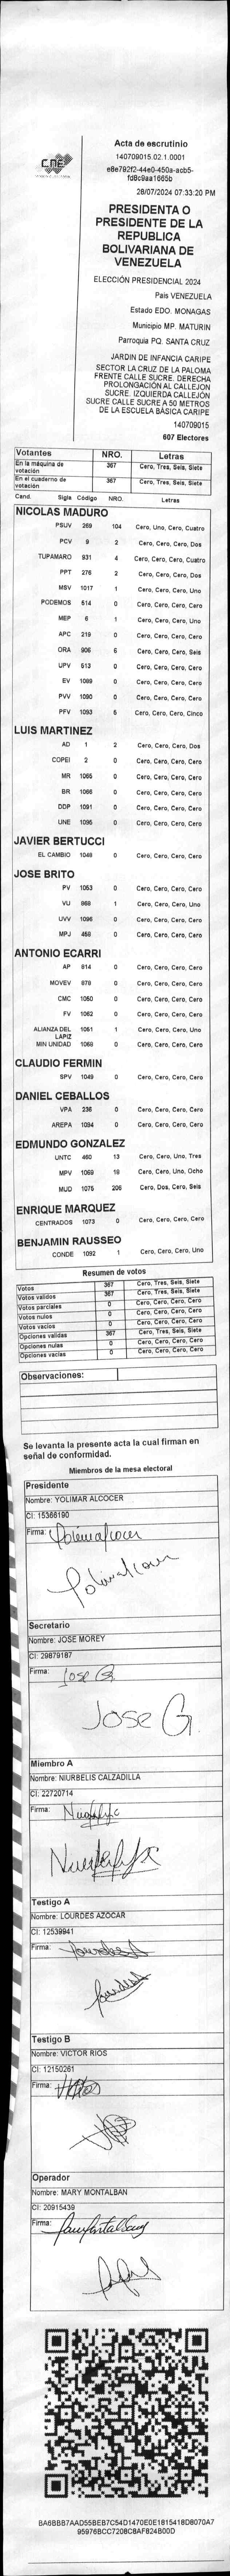 CNE
Acta de escrutinio
140709015.02.1.0001
e8e792f2-44e0-450a-acb5-
fd8c9aa1665b
28/07/2024 07:33:20 PM
PRESIDENTA O
PRESIDENTE DE LA
REPUBLICA
BOLIVARIANA DE
VENEZUELA
ELECCIÓN PRESIDENCIAL 2024
País VENEZUELA
Estado EDO. MONAGAS
Municipio MP. MATURIN
Parroquia PQ. SANTA CRUZ
JARDIN DE INFANCIA CARIPE
SECTOR LA CRUZ DE LA PALOMA
FRENTE CALLE SUCRE. DERECHA
PROLONGACIÓN AL CALLEJON
SUCRE. IZQUIERDA CALLEJÓN
SUCRE CALLE SUCRE A 50 METROS
DE LA ESCUELA BÁSICA CARIPE
140709015
607 Electores
Votantes NRO. Letras
En la máquina de votación 367 Cero, Tres, Seis, Siete
En el cuaderno de votación 367 Cero, Tres, Seis, Siete
Cand. Sigla Código NRO. Letras
NICOLAS MADURO
PSUV 269 104 Cero, Uno, Cero, Cuatro
PCV 9 2 Cero, Cero, Cero, Dos
TUPAMARO 931 4 Cero, Cero, Cero, Cuatro
PPT 276 2 Cero, Cero, Cero, Dos
MSV 1017 1 Cero, Cero, Cero, Uno
PODEMOS 514 0 Cero, Cero, Cero, Cero
MEP 6 1 Cero, Cero, Cero, Uno
APC 219 0 Cero, Cero, Cero, Cero
ORA 906 6 Cero, Cero, Cero, Seis
UPV 513 0 Cero, Cero, Cero, Cero
EV 1089 0 Cero, Cero, Cero, Cero
PVV 1090 0 Cero, Cero, Cero, Cero
PFV 1093 5 Cero, Cero, Cero, Cinco
LUIS MARTINEZ
AD 1 2 Cero, Cero, Cero, Dos
COPEI 2 0 Cero, Cero, Cero, Cero
MR 1065 0 Cero, Cero, Cero, Cero
BR 1066 0 Cero, Cero, Cero, Cero
DDP 1091 0 Cero, Cero, Cero, Cero
UNE 1095 0 Cero, Cero, Cero, Cero
JAVIER BERTUCCI
EL CAMBIO 1048 0 Cero, Cero, Cero, Cero
JOSE BRITO
PV 1053 0 Cero, Cero, Cero, Cero
VU 868 1 Cero, Cero, Cero, Uno
UVV 1096 0 Cero, Cero, Cero, Cero
MPJ 458 0 Cero, Cero, Cero, Cero
ANTONIO ECARRI
AP 814 0 Cero, Cero, Cero, Cero
MOVEV 878 0 Cero, Cero, Cero, Cero
CMC 1050 0 Cero, Cero, Cero, Cero
FV 1062 0 Cero, Cero, Cero, Cero
ALIANZA DEL LAPIZ 1051 1 Cero, Cero, Cero, Uno
MIN UNIDAD 1068 0 Cero, Cero, Cero, Cero
CLAUDIO FERMIN
SPV 1049 0 Cero, Cero, Cero, Cero
DANIEL CEBALLOS
VPA 236 0 Cero, Cero, Cero, Cero
AREPA 1094 0 Cero, Cero, Cero, Cero
EDMUNDO GONZALEZ
UNTC 460 13 Cero, Cero, Uno, Tres
MPV 1069 18 Cero, Cero, Uno, Ocho
MUD 1075 206 Cero, Dos, Cero, Seis
ENRIQUE MARQUEZ
CENTRADOS 1073 0 Cero, Cero, Cero, Cero
BENJAMIN RAUSSEO
CONDE 1092 1 Cero, Cero, Cero, Uno
Resumen de votos
Votos 367 Cero, Tres, Seis, Siete
Votos validos 367 Cero, Tres, Seis, Siete
Votos parciales 0 Cero, Cero, Cero, Cero
Votos nulos 0 Cero, Cero, Cero, Cero
Votos vacios 0 Cero, Cero, Cero, Cero
Opciones validas 367 Cero, Tres, Seis, Siete
Opciones nulas 0 Cero, Cero, Cero, Cero
Opciones vacias 0 Cero, Cero, Cero, Cero
Observaciones:
Se levanta la presente acta la cual firman en
señal de conformidad.
Miembros de la mesa electoral
Presidente
Nombre: YOLIMAR ALCOCER
CI: 15366190
Firma:
Secretario
Nombre: JOSE MOREY
CI: 29879187
Firma: Jose G
Jose G.
Miembro A
Nombre: NIURBELIS CALZADILLA
CI: 22720714
Firma:
Testigo A
Nombre: LOURDES AZOCAR
CI: 12539941
Firma:
Testigo B
Nombre: VICTOR RIOS
CI: 12150261
Firma:
Operador
Nombre: MARY MONTALBAN
CI: 20915439
Firma:
BA6BBB7AAD55BEB7C54D1470E0E1815418D8070A7
95976BCC7208C8AF824B00D